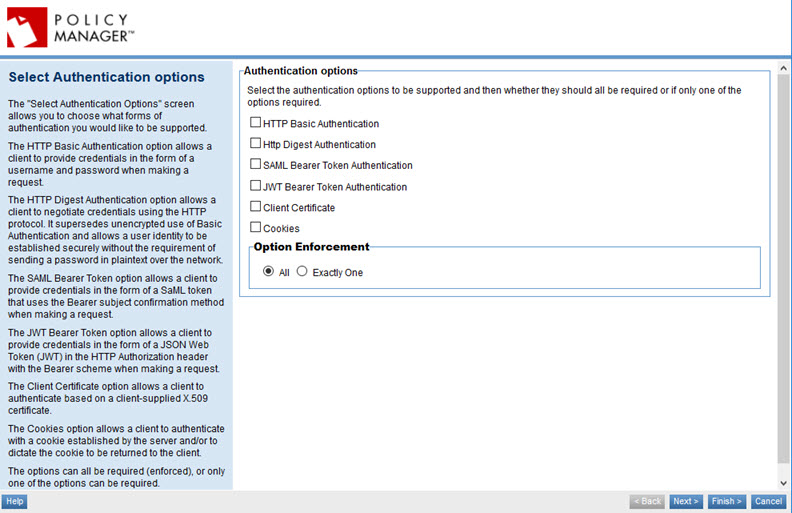 POLICY
MANAGER™
Select Authentication options
The "Select Authentication Options" screen
allows you to choose what forms of
authentication you would like to be supported.
The HTTP Basic Authentication option allows a
client to provide credentials in the form of a
username and password when making a
request.
The HTTP Digest Authentication option allows a
client to negotiate credentials using the HTTP
protocol. It supersedes unencrypted use of Basic
Authentication and allows a user identity to be
established securely without the requirement of
sending a password in plaintext over the network.
The SAML Bearer Token option allows a client to
provide credentials in the form of a SaML token
that uses the Bearer subject confirmation method
when making a request.
The JWT Bearer Token option allows a client to
provide credentials in the form of a JSON Web
Token (JWT) in the HTTP Authorization header
with the Bearer scheme when making a request.
The Client Certificate option allows a client to
authenticate based on a client-supplied X.509
certificate.
The Cookies option allows a client to authenticate
with a cookie established by the server and/or to
dictate the cookie to be returned to the client.
The options can all be required (enforced), or only
one of the options can be required.
Authentication options
Select the authentication options to be supported and then whether they should all be required or if only one of the
options required.
HTTP Basic Authentication
Http Digest Authentication
SAML Bearer Token Authentication
JWT Bearer Token Authentication
Client Certificate
Cookies
Option Enforcement
All Exactly One
Help < Back Next > Finish > Cancel